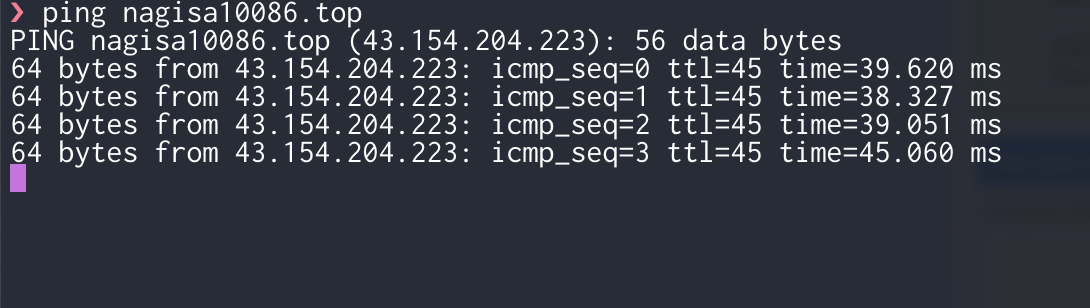 ❯ ping nagisa10086.top
PING nagisa10086.top (43.154.204.223): 56 data bytes
64 bytes from 43.154.204.223: icmp_seq=0 ttl=45 time=39.620 ms
64 bytes from 43.154.204.223: icmp_seq=1 ttl=45 time=38.327 ms
64 bytes from 43.154.204.223: icmp_seq=2 ttl=45 time=39.051 ms
64 bytes from 43.154.204.223: icmp_seq=3 ttl=45 time=45.060 ms